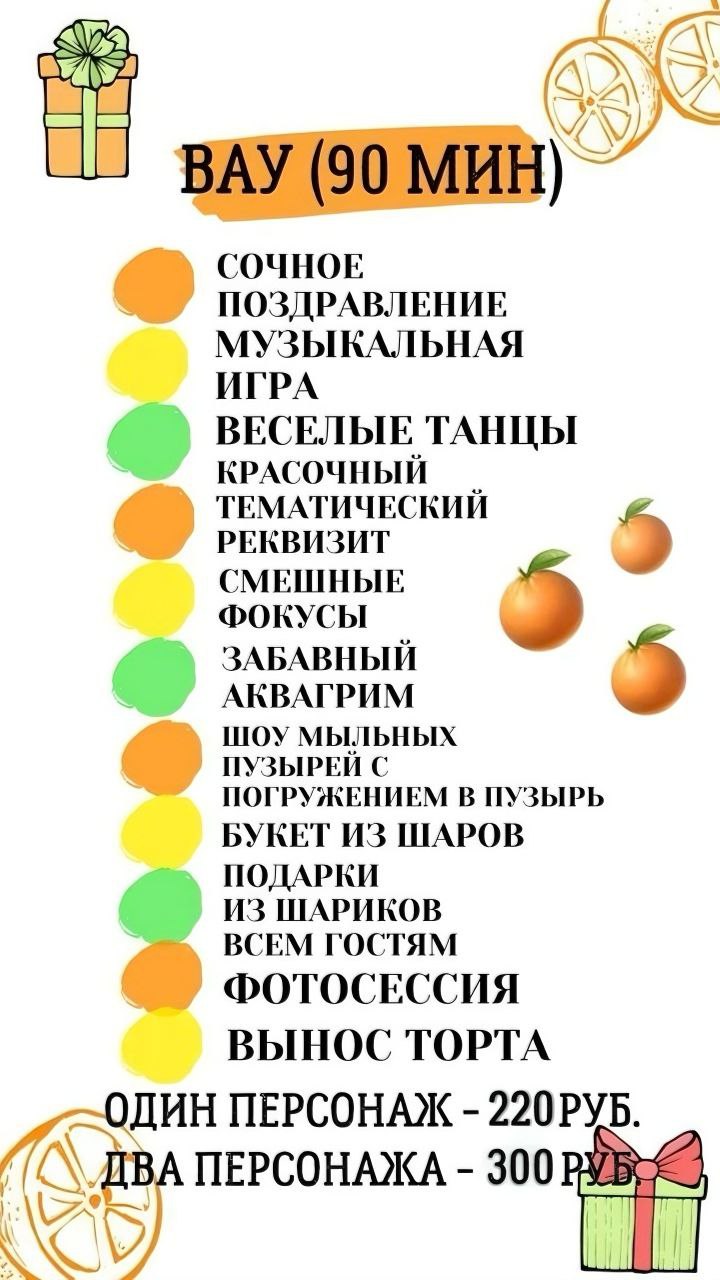 ВАУ (90 МИН)
СОЧНОЕ
ПОЗДРАВЛЕНИЕ
МУЗЫКАЛЬНАЯ
ИГРА
ВЕСЕЛЫЕ ТАНЦЫ
КРАСОЧНЫЙ
ТЕМАТИЧЕСКИЙ
РЕКВИЗИТ
СМЕШНЫЕ
ФОКУСЫ
ЗАБАВНЫЙ
АКВАГРИМ
ШОУ МЫЛЬНЫХ
ПУЗЫРЕЙ С
ПОГРУЖЕНИЕМ В ПУЗЫРЬ
БУКЕТ ИЗ ШАРОВ
ПОДАРКИ
ИЗ ШАРИКОВ
ВСЕМ ГОСТЯМ
ФОТОСЕССИЯ
ВЫНОС ТОРТА
ОДИН ПЕРСОНАЖ - 220 РУБ.
ДВА ПЕРСОНАЖА - 300 РУБ.